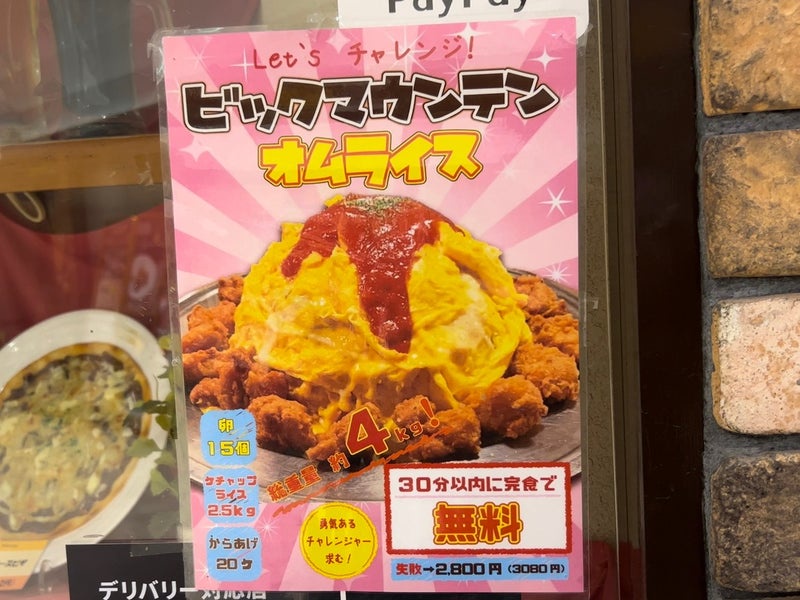 PayPay
Let's チャレンジ!
ビックマウンテン
オムライス
卵
15個
ケチャップ
ライス
2.5kg
からあげ
20ケ
総重量 約4kg!
勇気ある
チャレンジャー
求む!
30分以内に完食で
無料
失敗→2,800円(3080円)
デリバリー対応店